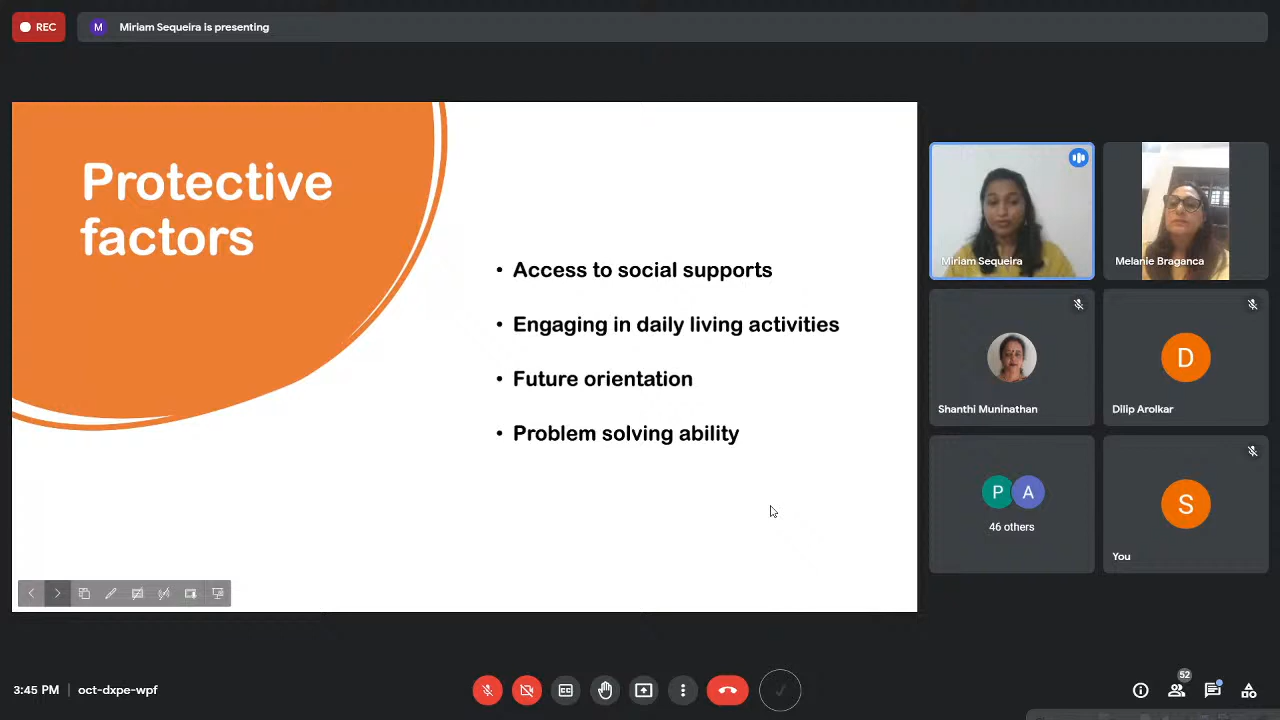 REC
M
Miriam Sequeira is presenting
Protective
factors
• Access to social supports
• Engaging in daily living activities
• Future orientation
• Problem solving ability
Miriam Sequeira
Melanie Braganca
Shanthi Muninathan
D
Dilip Arolkar
P A
46 others
S
You
3:45 PM | oct-dxpe-wpf
CC
52